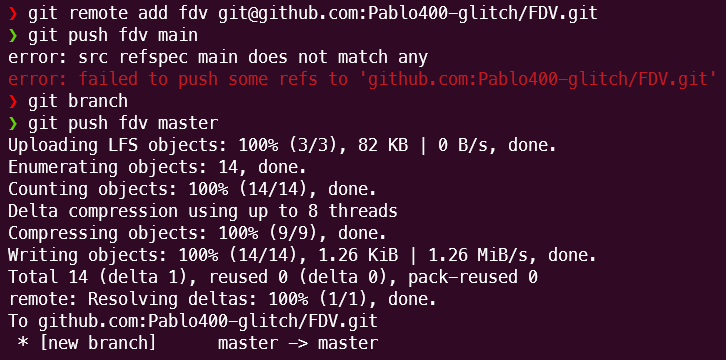 ❯ git remote add fdv git@github.com:Pablo400-glitch/FDV.git
❯ git push fdv main
error: src refspec main does not match any
error: failed to push some refs to 'github.com:Pablo400-glitch/FDV.git'
❯ git branch
❯ git push fdv master
Uploading LFS objects: 100% (3/3), 82 KB | 0 B/s, done.
Enumerating objects: 14, done.
Counting objects: 100% (14/14), done.
Delta compression using up to 8 threads
Compressing objects: 100% (9/9), done.
Writing objects: 100% (14/14), 1.26 KiB | 1.26 MiB/s, done.
Total 14 (delta 1), reused 0 (delta 0), pack-reused 0
remote: Resolving deltas: 100% (1/1), done.
To github.com:Pablo400-glitch/FDV.git
 * [new branch]      master -> master